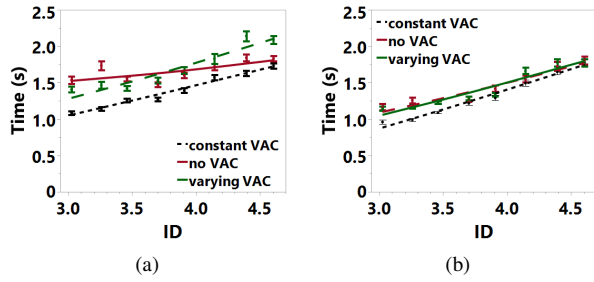 2.5
2.0
1.5
1.0
0.5
0
Time (s)
constant VAC
no VAC
varying VAC
3.0 3.5 4.0 4.5
ID
(a)
2.5
2.0
1.5
1.0
0.5
0
Time (s)
constant VAC
no VAC
varying VAC
3.0 3.5 4.0 4.5
ID
(b)